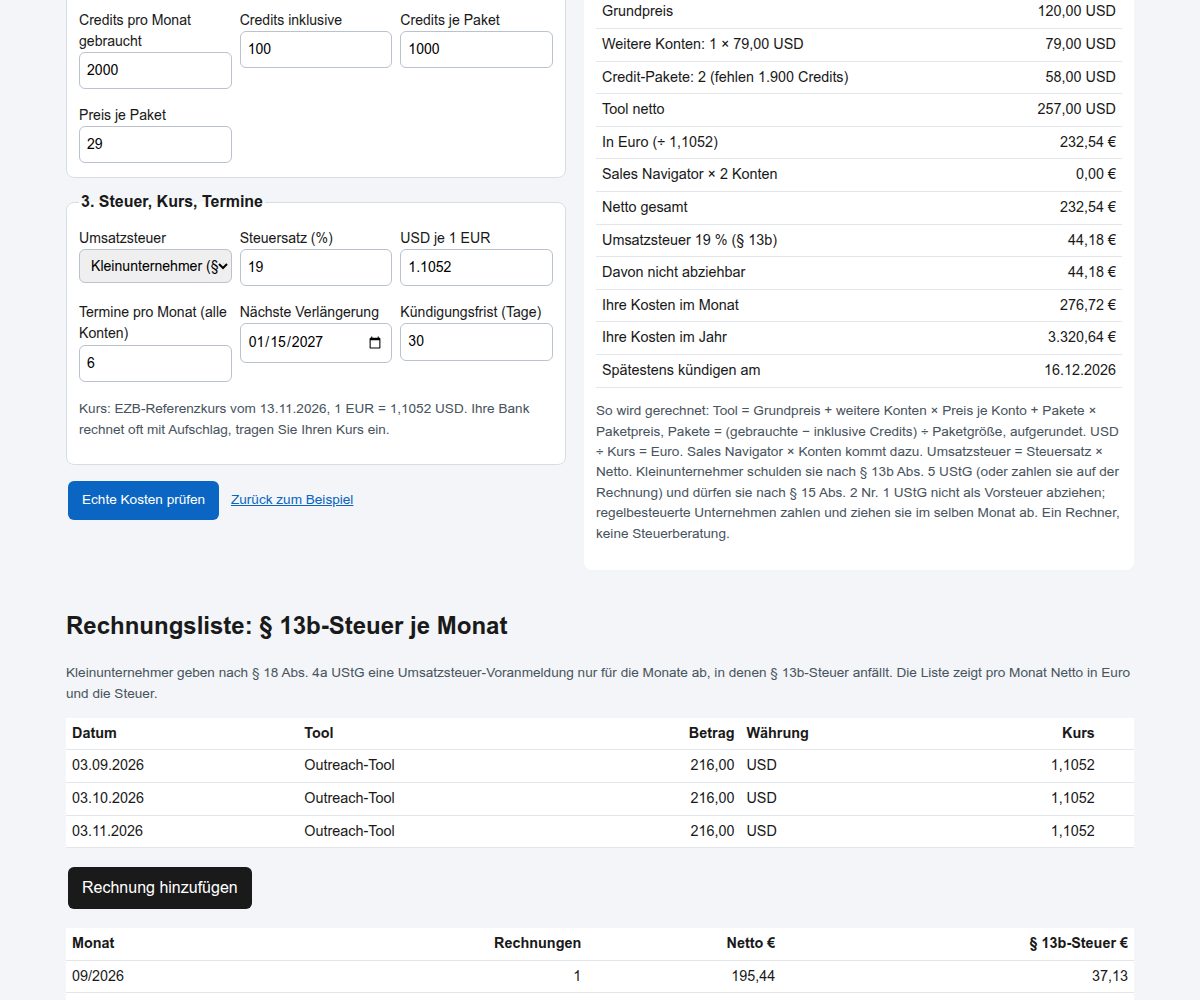 Credits pro Monat gebraucht
2000
Credits inklusive
100
Credits je Paket
1000
Preis je Paket
29
3. Steuer, Kurs, Termine
Umsatzsteuer
Kleinunternehmer (§
Steuersatz (%)
19
USD je 1 EUR
1.1052
Termine pro Monat (alle Konten)
6
Nächste Verlängerung
01/15/2027
Kündigungsfrist (Tage)
30
Kurs: EZB-Referenzkurs vom 13.11.2026, 1 EUR = 1,1052 USD. Ihre Bank
rechnet oft mit Aufschlag, tragen Sie Ihren Kurs ein.
Echte Kosten prüfen Zurück zum Beispiel
Grundpreis 120,00 USD
Weitere Konten: 1 × 79,00 USD 79,00 USD
Credit-Pakete: 2 (fehlen 1.900 Credits) 58,00 USD
Tool netto 257,00 USD
In Euro (÷ 1,1052) 232,54 €
Sales Navigator × 2 Konten 0,00 €
Netto gesamt 232,54 €
Umsatzsteuer 19 % (§ 13b) 44,18 €
Davon nicht abziehbar 44,18 €
Ihre Kosten im Monat 276,72 €
Ihre Kosten im Jahr 3.320,64 €
Spätestens kündigen am 16.12.2026
So wird gerechnet: Tool = Grundpreis + weitere Konten × Preis je Konto + Pakete ×
Paketpreis, Pakete = (gebrauchte − inklusive Credits) ÷ Paketgröße, aufgerundet. USD
÷ Kurs = Euro. Sales Navigator × Konten kommt dazu. Umsatzsteuer = Steuersatz ×
Netto. Kleinunternehmer schulden sie nach § 13b Abs. 5 UStG (oder zahlen sie auf der
Rechnung) und dürfen sie nach § 15 Abs. 2 Nr. 1 UStG nicht als Vorsteuer abziehen;
regelbesteuerte Unternehmen zahlen und ziehen sie im selben Monat ab. Ein Rechner,
keine Steuerberatung.
Rechnungsliste: § 13b-Steuer je Monat
Kleinunternehmer geben nach § 18 Abs. 4a UStG eine Umsatzsteuer-Voranmeldung nur für die Monate ab, in denen § 13b-Steuer anfällt. Die Liste zeigt pro Monat Netto in Euro
und die Steuer.
Datum Tool Betrag Währung Kurs
03.09.2026 Outreach-Tool 216,00 USD 1,1052
03.10.2026 Outreach-Tool 216,00 USD 1,1052
03.11.2026 Outreach-Tool 216,00 USD 1,1052
Rechnung hinzufügen
Monat Rechnungen Netto € § 13b-Steuer €
09/2026 1 195,44 37,13